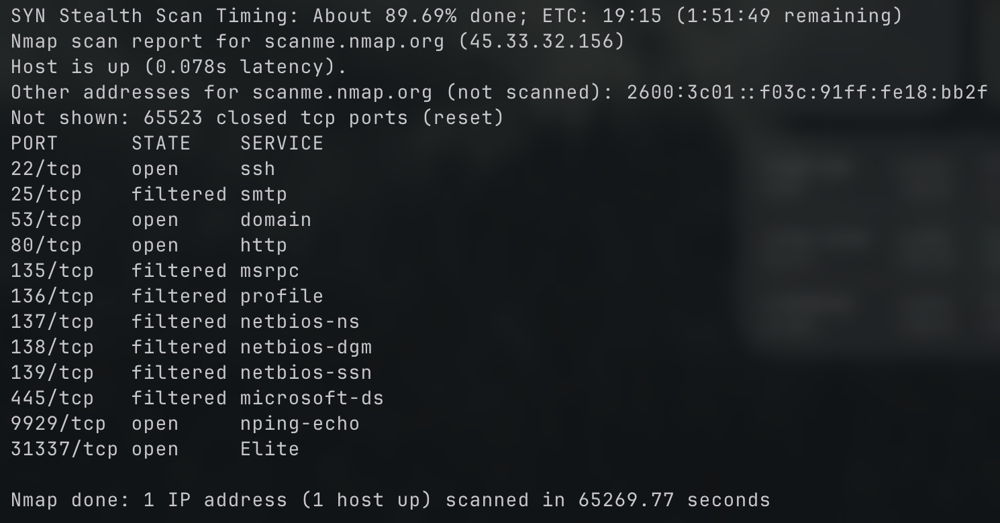 SYN Stealth Scan Timing: About 89.69% done; ETC: 19:15 (1:51:49 remaining)
Nmap scan report for scanme.nmap.org (45.33.32.156)
Host is up (0.078s latency).
Other addresses for scanme.nmap.org (not scanned): 2600:3c01::f03c:91ff:fe18:bb2f
Not shown: 65523 closed tcp ports (reset)
PORT      STATE    SERVICE
22/tcp    open     ssh
25/tcp    filtered smtp
53/tcp    open     domain
80/tcp    open     http
135/tcp   filtered msrpc
136/tcp   filtered profile
137/tcp   filtered netbios-ns
138/tcp   filtered netbios-dgm
139/tcp   filtered netbios-ssn
445/tcp   filtered microsoft-ds
9929/tcp  open     nping-echo
31337/tcp open     Elite
Nmap done: 1 IP address (1 host up) scanned in 65269.77 seconds